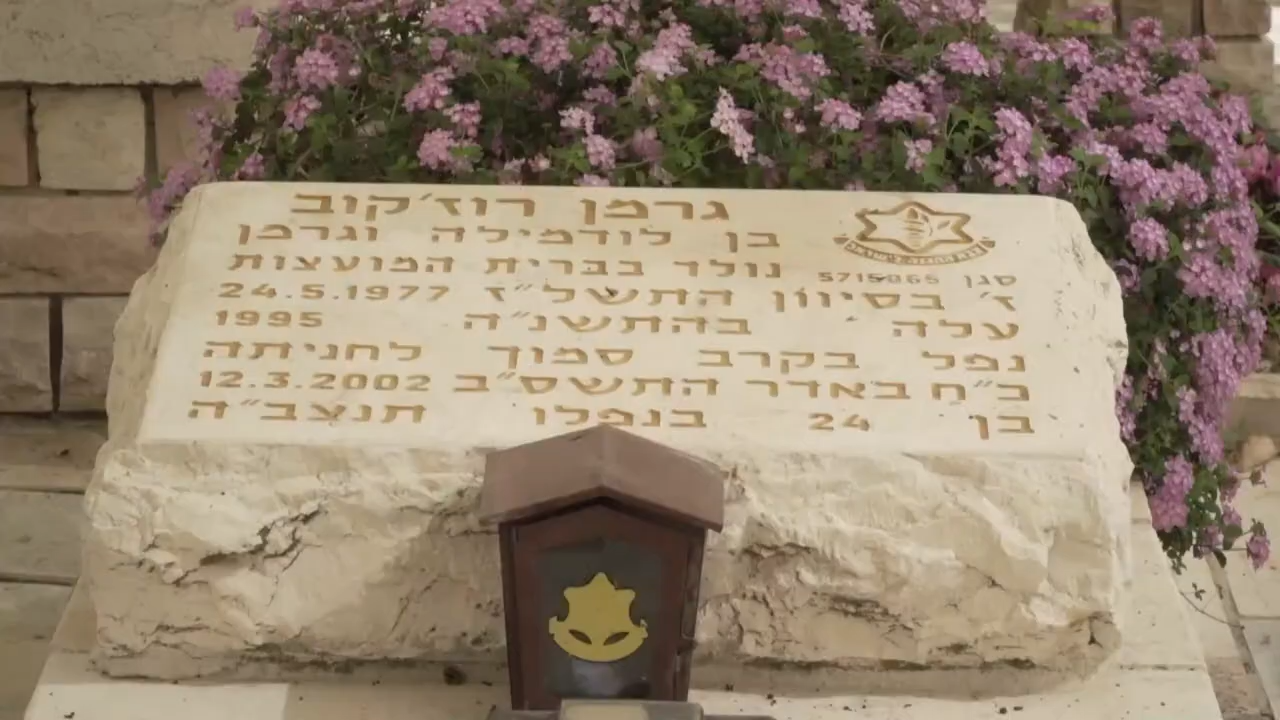 גרמן רוז׳קוב
בן לודמילה וגרמן
סגן 5715865 נולד בברית המועצות
ז׳ בסיוון התשל״ז 24.5.1977
עלה בהתשנ״ה 1995
נפל בקרב סמוך לחניתה
כ״ח באדר התשס״ב 12.3.2002
בן 24 בנפלו תנצב״ה